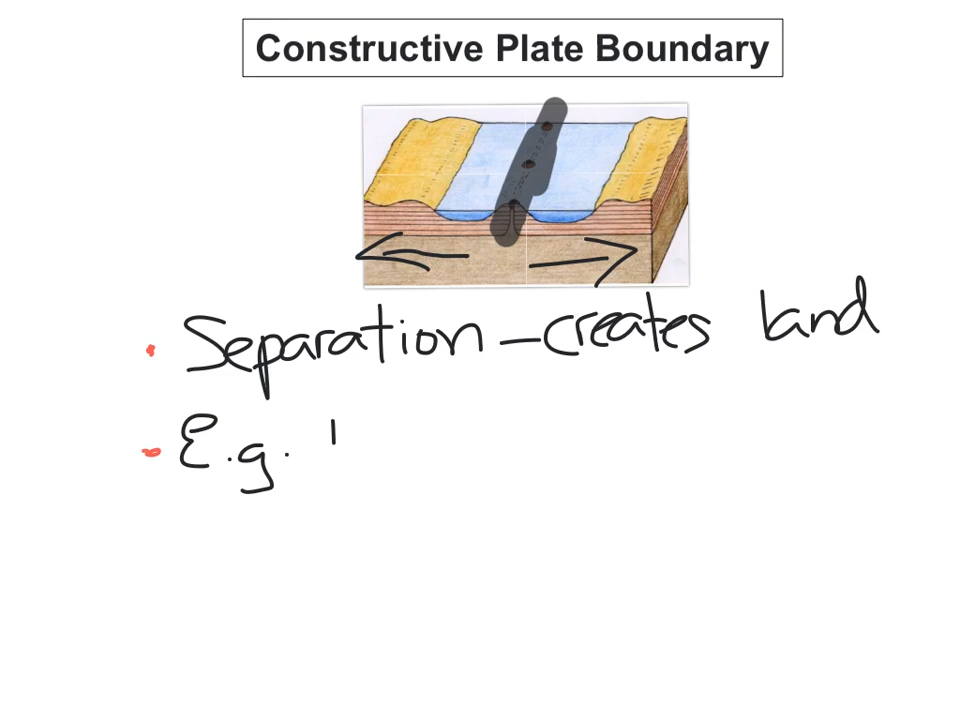 Constructive Plate Boundary
Separation – creates land
E.g.